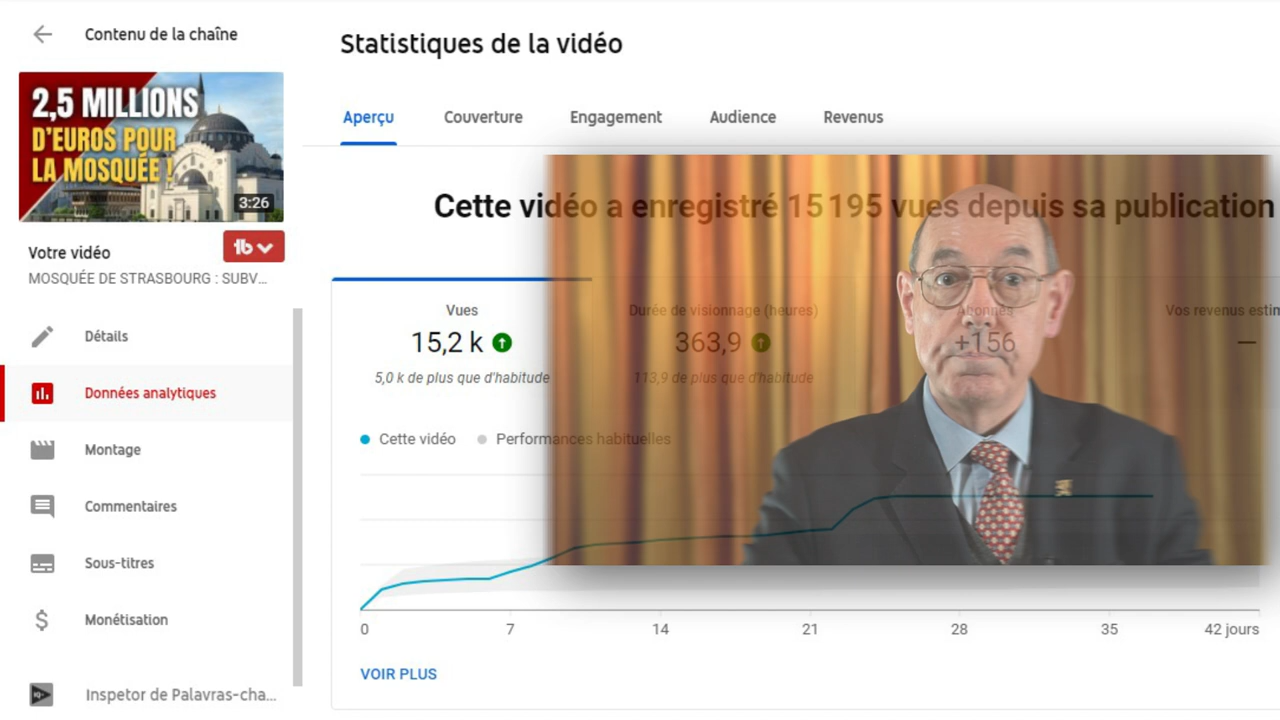 Contenu de la chaîne
2,5 MILLIONS
D'EUROS POUR
LA MOSQUÉE !
3:26
Votre vidéo
MOSQUÉE DE STRASBOURG : SUBV...
Détails
Données analytiques
Montage
Commentaires
Sous-titres
Monétisation
Inspetor de Palavras-cha...
Statistiques de la vidéo
Aperçu
Couverture
Engagement
Audience
Revenus
Cette vidéo a enregistré 15 195 vues depuis sa publication
Vues
15,2 k
5,0 k de plus que d'habitude
Durée de visionnage (heures)
363,9
113,9 de plus que d'habitude
Abonnés
+156
Vos revenus estim
—
Cette vidéo
Performances habituelles
0
7
14
21
28
35
42 jours
VOIR PLUS